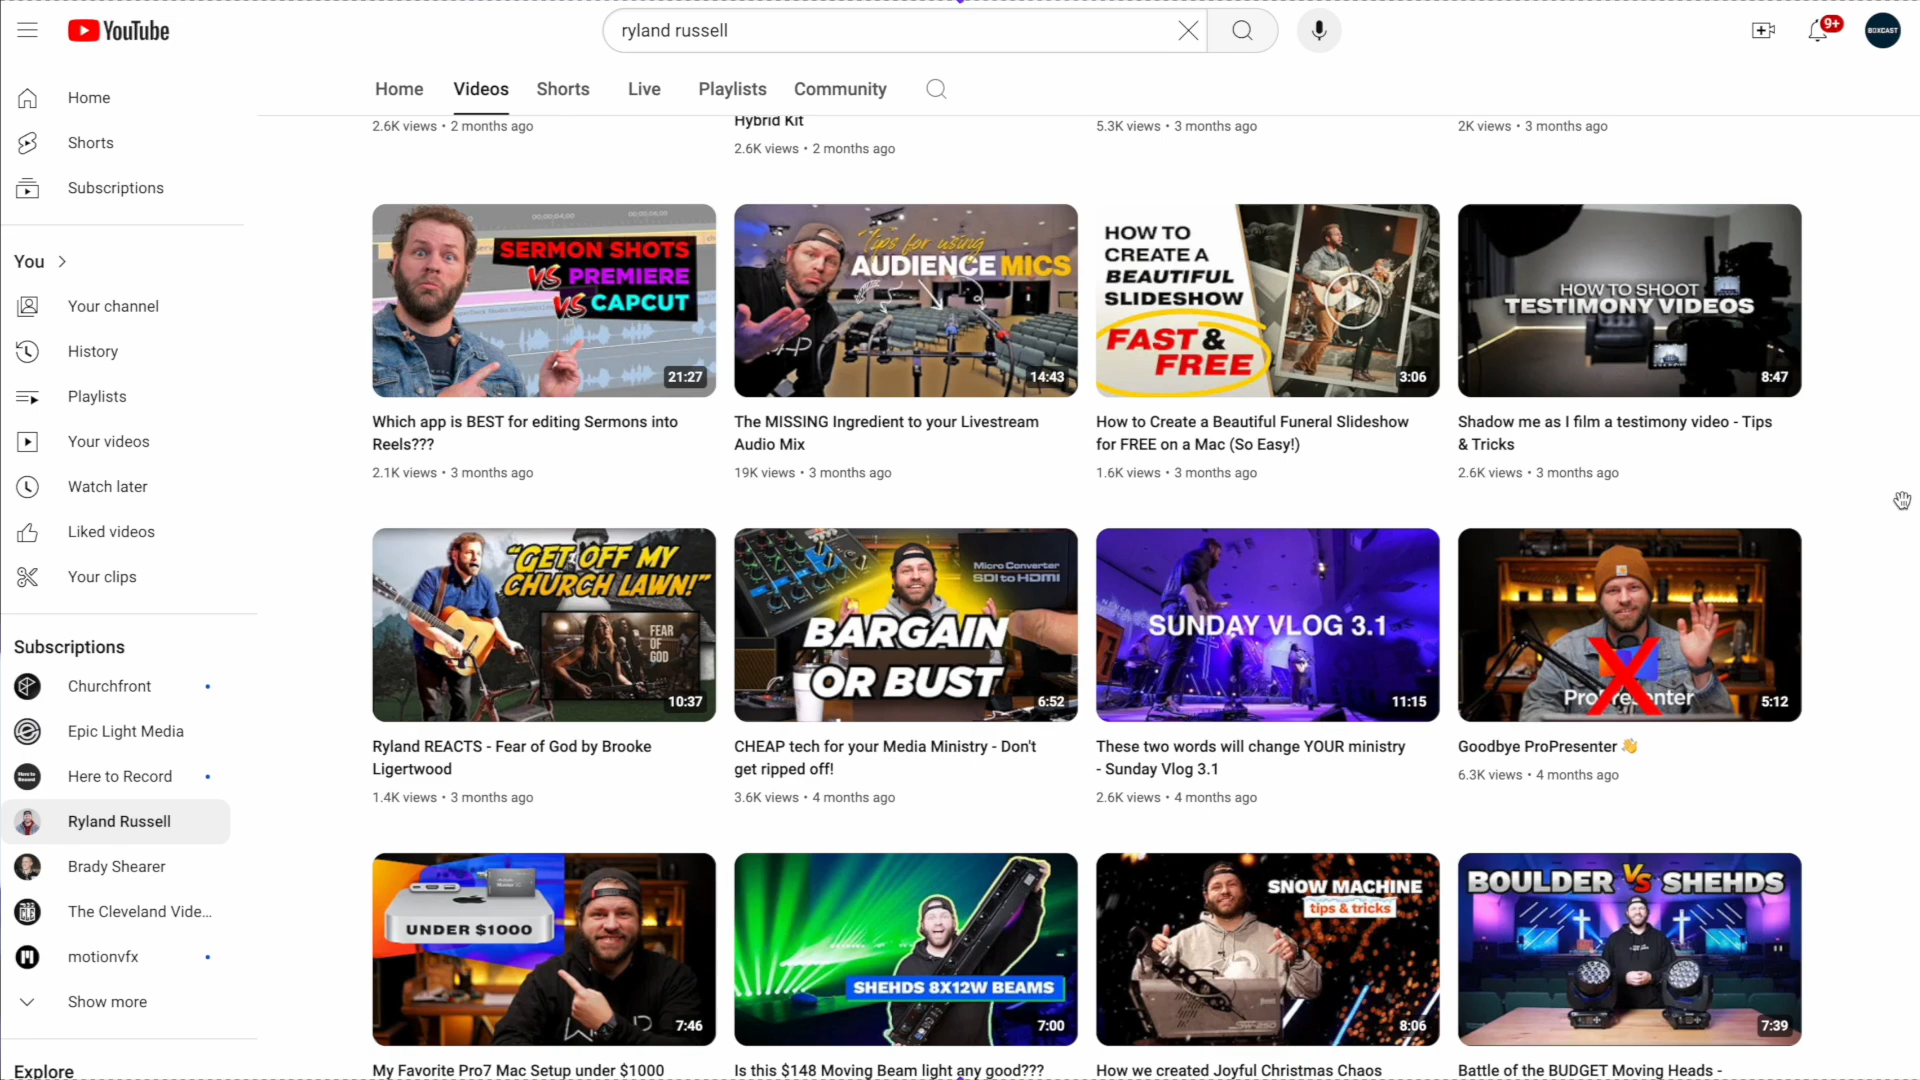 YouTube
ryland russell
9+
BOXCAST
Home
Shorts
Subscriptions
You
Your channel
History
Playlists
Your videos
Watch later
Liked videos
Your clips
Subscriptions
Churchfront
Epic Light Media
Here to Record
Ryland Russell
Brady Shearer
The Cleveland Vide...
motionvfx
Show more
Explore
Home Videos Shorts Live Playlists Community
2.6K views • 2 months ago
Hybrid Kit
2.6K views • 2 months ago
5.3K views • 3 months ago
2K views • 3 months ago
00;00;04;00 00;00;06;00
SERMON SHOTS
VS PREMIERE
VS CAPCUT
21:27
Which app is BEST for editing Sermons into
Reels???
2.1K views • 3 months ago
tips for using
AUDIENCE MICS
14:43
The MISSING Ingredient to your Livestream
Audio Mix
19K views • 3 months ago
HOW TO
CREATE A
BEAUTIFUL
SLIDESHOW
FAST &
FREE
3:06
How to Create a Beautiful Funeral Slideshow
for FREE on a Mac (So Easy!)
1.6K views • 3 months ago
HOW TO SHOOT
TESTIMONY VIDEOS
8:47
Shadow me as I film a testimony video - Tips
& Tricks
2.6K views • 3 months ago
"GET OFF MY
CHURCH LAWN!"
FEAR
OF
GOD
10:37
Ryland REACTS - Fear of God by Brooke
Ligertwood
1.4K views • 3 months ago
Micro Converter
SDI to HDMI
BARGAIN
OR BUST
6:52
CHEAP tech for your Media Ministry - Don't
get ripped off!
3.6K views • 4 months ago
SUNDAY VLOG 3.1
11:15
These two words will change YOUR ministry
- Sunday Vlog 3.1
2.6K views • 4 months ago
ProPresenter
5:12
Goodbye ProPresenter 👋
6.3K views • 4 months ago
UNDER $1000
7:46
My Favorite Pro7 Mac Setup under $1000
SHEHDS 8X12W BEAMS
7:00
Is this $148 Moving Beam light any good???
SNOW MACHINE
tips & tricks
8:06
How we created Joyful Christmas Chaos
BOULDER VS SHEHDS
7:39
Battle of the BUDGET Moving Heads -